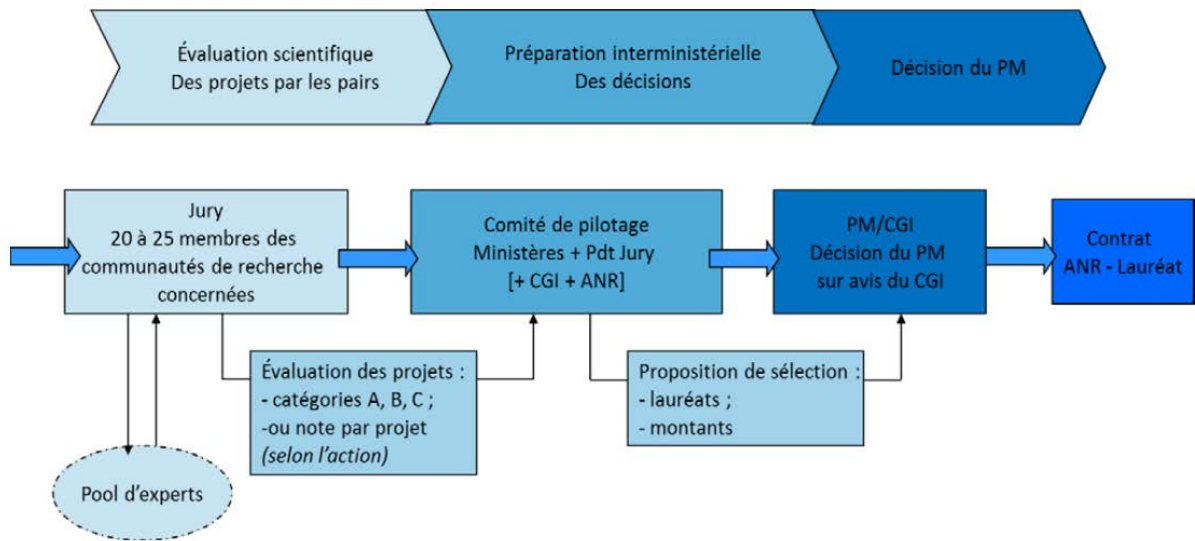 Évaluation scientifique
Des projets par les pairs
Préparation interministérielle
Des décisions
Décision du PM
Jury
20 à 25 membres des
communautés de recherche
concernées
Comité de pilotage
Ministères + Pdt Jury
[+ CGI + ANR]
PM/CGI
Décision du PM
sur avis du CGI
Contrat
ANR - Lauréat
Évaluation des projets :
- catégories A, B, C ;
-ou note par projet
(selon l'action)
Proposition de sélection :
- lauréats ;
- montants
Pool d'experts